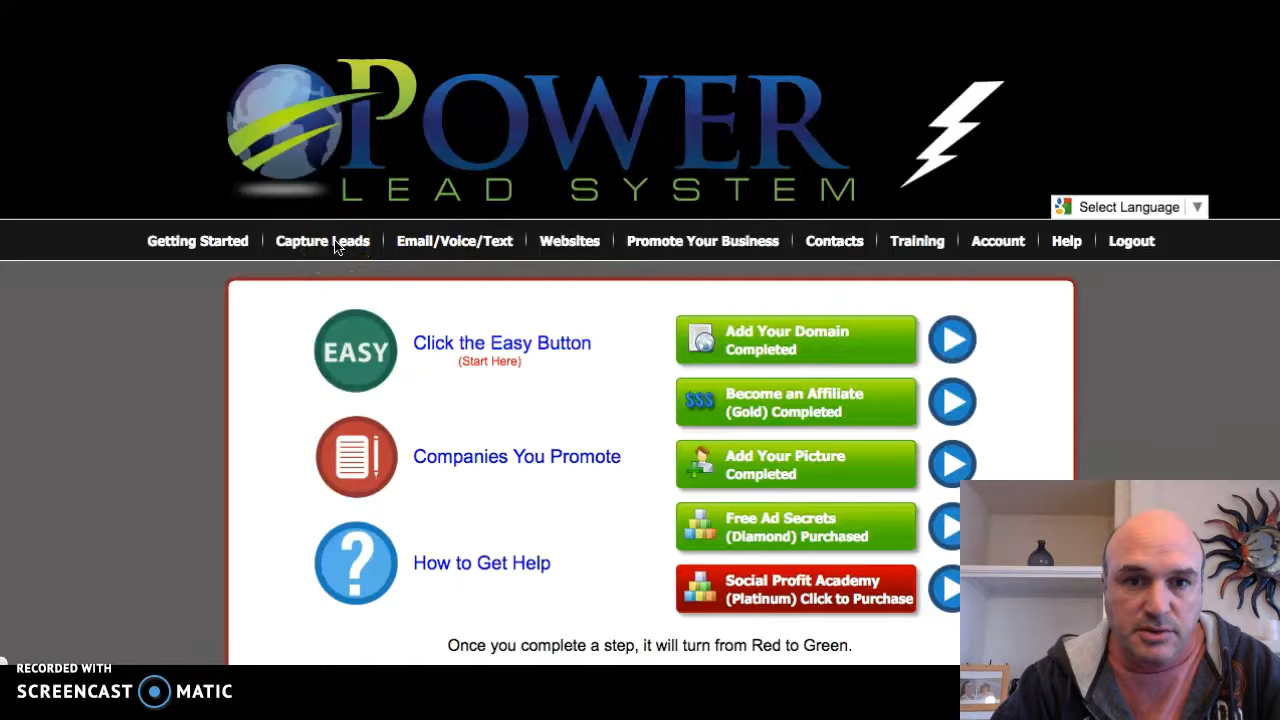 POWER
LEAD SYSTEM
Select Language ▼
Getting Started
Capture Leads
Email/Voice/Text
Websites
Promote Your Business
Contacts
Training
Account
Help
Logout
EASY
Click the Easy Button
(Start Here)
Companies You Promote
?
How to Get Help
Add Your Domain
Completed
$$$
Become an Affiliate
(Gold) Completed
Add Your Picture
Completed
Free Ad Secrets
(Diamond) Purchased
Social Profit Academy
(Platinum) Click to Purchase
Once you complete a step, it will turn from Red to Green.
RECORDED WITH
SCREENCAST MATIC